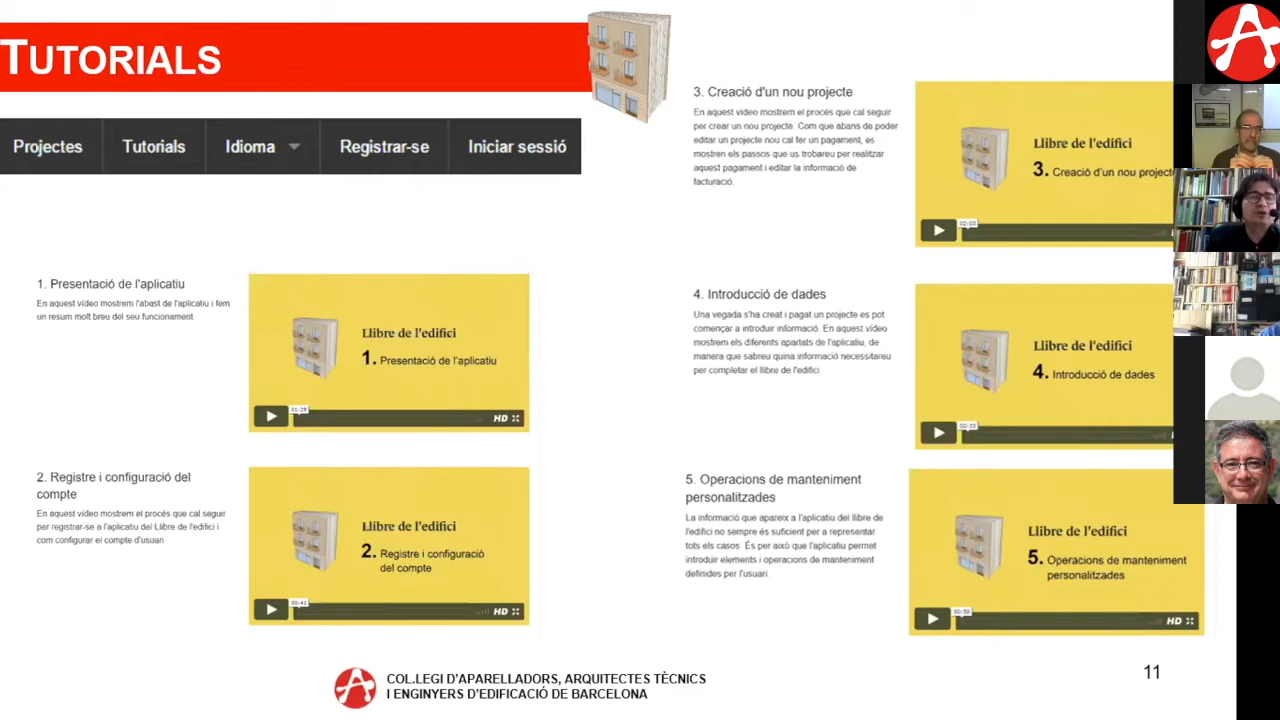 TUTORIALS
Projectes
Tutorials
Idioma
Registrar-se
Iniciar sessió
1. Presentació de l'aplicatiu
En aquest vídeo mostrem l'abast de l'aplicatiu i fem
un resum molt breu del seu funcionament.
Llibre de l'edifici
1. Presentació de l'aplicatiu
01:29
HD
2. Registre i configuració del
compte
En aquest vídeo mostrem el procés que cal seguir
per registrar-se a l'aplicatiu del Llibre de l'edifici i
com configurar el compte d'usuari.
Llibre de l'edifici
2. Registre i configuració
del compte
00:41
HD
3. Creació d'un nou projecte
En aquest vídeo mostrem el procés que cal seguir
per crear un nou projecte. Com que abans de poder
editar un projecte nou cal fer un pagament, es
mostren els passos que us trobareu per realitzar
aquest pagament i editar la informació de
facturació.
Llibre de l'edifici
3. Creació d'un nou projecte
02:03
4. Introducció de dades
Una vegada s'ha creat i pagat un projecte es pot
començar a introduir informació. En aquest vídeo
mostrem els diferents apartats de l'aplicatiu, de
manera que sabreu quina informació necessitareu
per completar el llibre de l'edifici.
Llibre de l'edifici
4. Introducció de dades
5. Operacions de manteniment
personalitzades
La informació que apareix a l'aplicatiu del llibre de
l'edifici no sempre és suficient per a representar
tots els casos. És per això que l'aplicatiu permet
introduir elements i operacions de manteniment
definides per l'usuari.
Llibre de l'edifici
5. Operacions de manteniment
personalitzades
HD
COL.LEGI D'APARELLADORS, ARQUITECTES TÈCNICS
I ENGINYERS D'EDIFICACIÓ DE BARCELONA
11